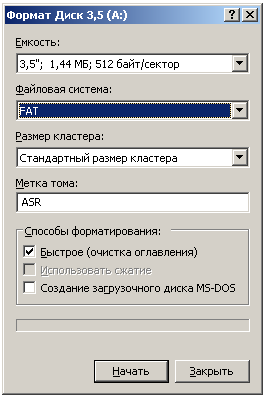 Формат Диск 3,5 (A:)
Емкость:
3,5"; 1,44 МБ; 512 байт/сектор
Файловая система:
FAT
Размер кластера:
Стандартный размер кластера
Метка тома:
ASR
Способы форматирования:
Быстрое (очистка оглавления)
Использовать сжатие
Создание загрузочного диска MS-DOS
Начать
Закрыть